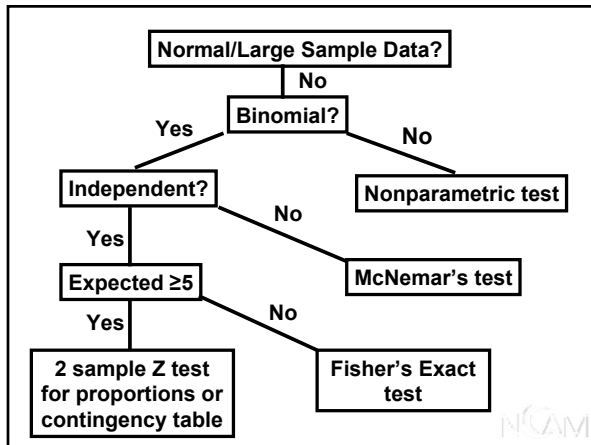 Normal/Large Sample Data?
No
Binomial?
Yes
No
Independent?
Nonparametric test
No
Yes
McNemar's test
Expected ≥5
No
Yes
2 sample Z test
for proportions or
contingency table
Fisher's Exact
test